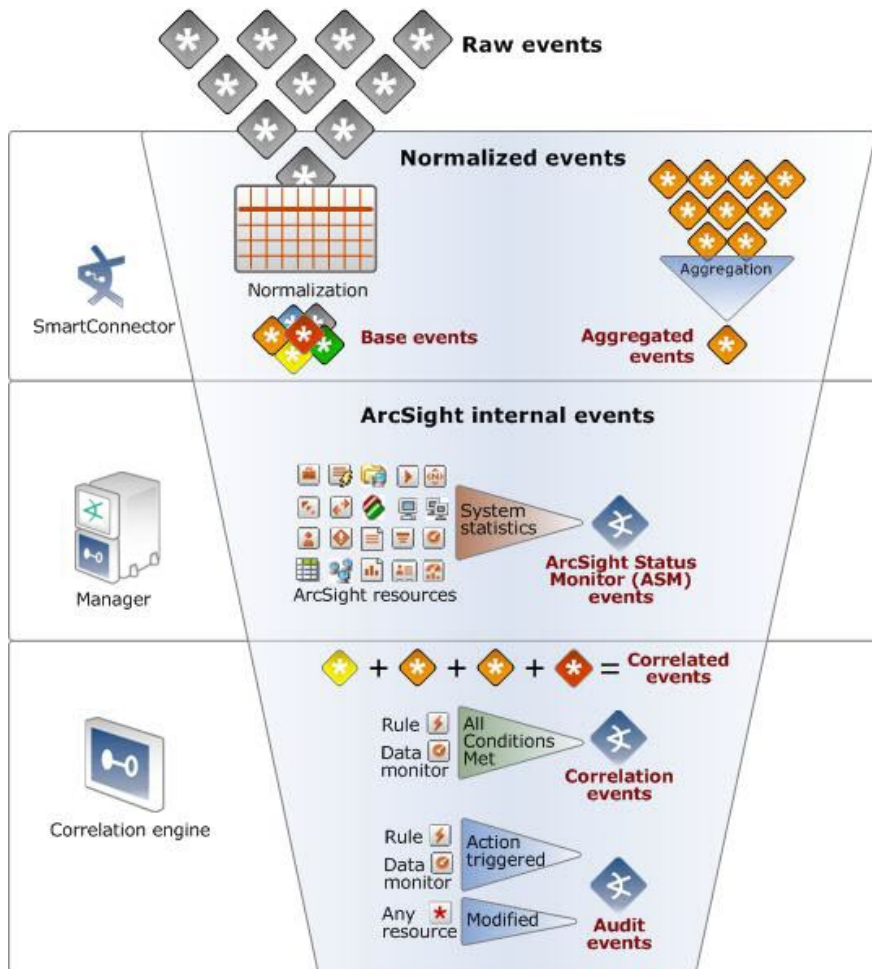 Raw events
Normalized events
Normalization
Aggregation
SmartConnector
Base events
Aggregated
events
ArcSight internal events
System
statistics
Manager
ArcSight resources
ArcSight Status
Monitor (ASM)
events
+ + + = Correlated
events
Rule
Data
monitor
All
Conditions
Met
Correlation
events
Correlation engine
Rule
Data
monitor
Action
triggered
Any
resource
Modified
Audit
events